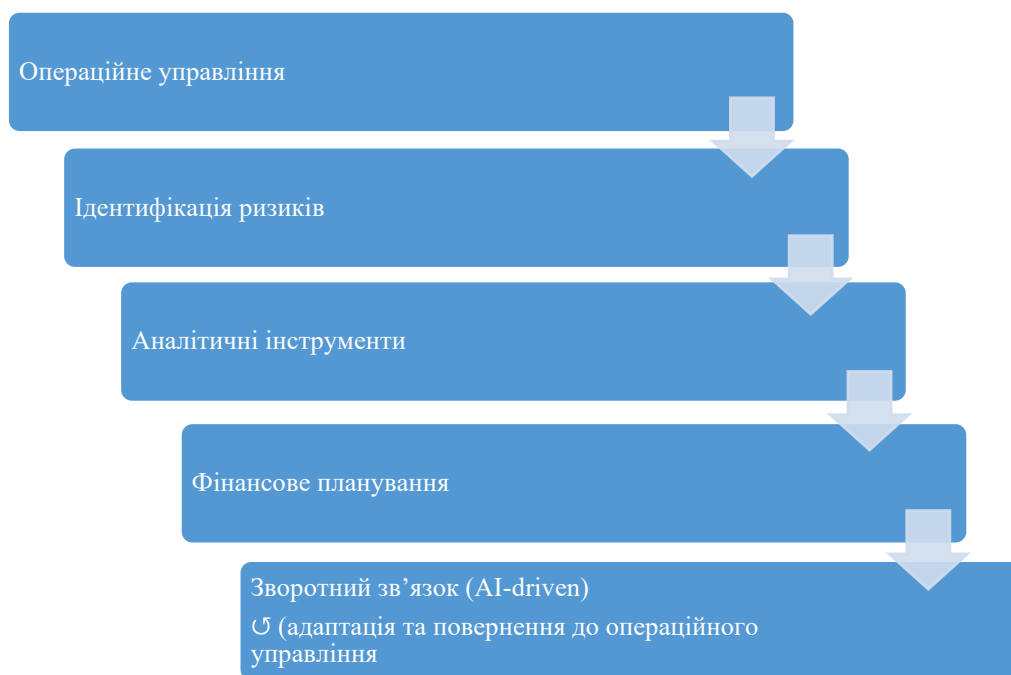 Операційне управління
Ідентифікація ризиків
Аналітичні інструменти
Фінансове планування
Зворотний зв’язок (AI-driven)
↺ (адаптація та повернення до операційного
управління